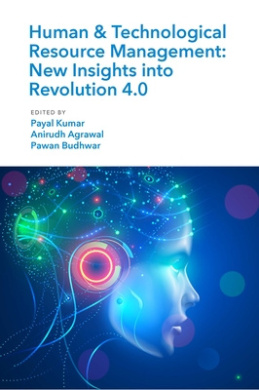 Human & Technological
Resource Management:
New Insights into
Revolution 4.0
EDITED BY
Payal Kumar
Anirudh Agrawal
Pawan Budhwar